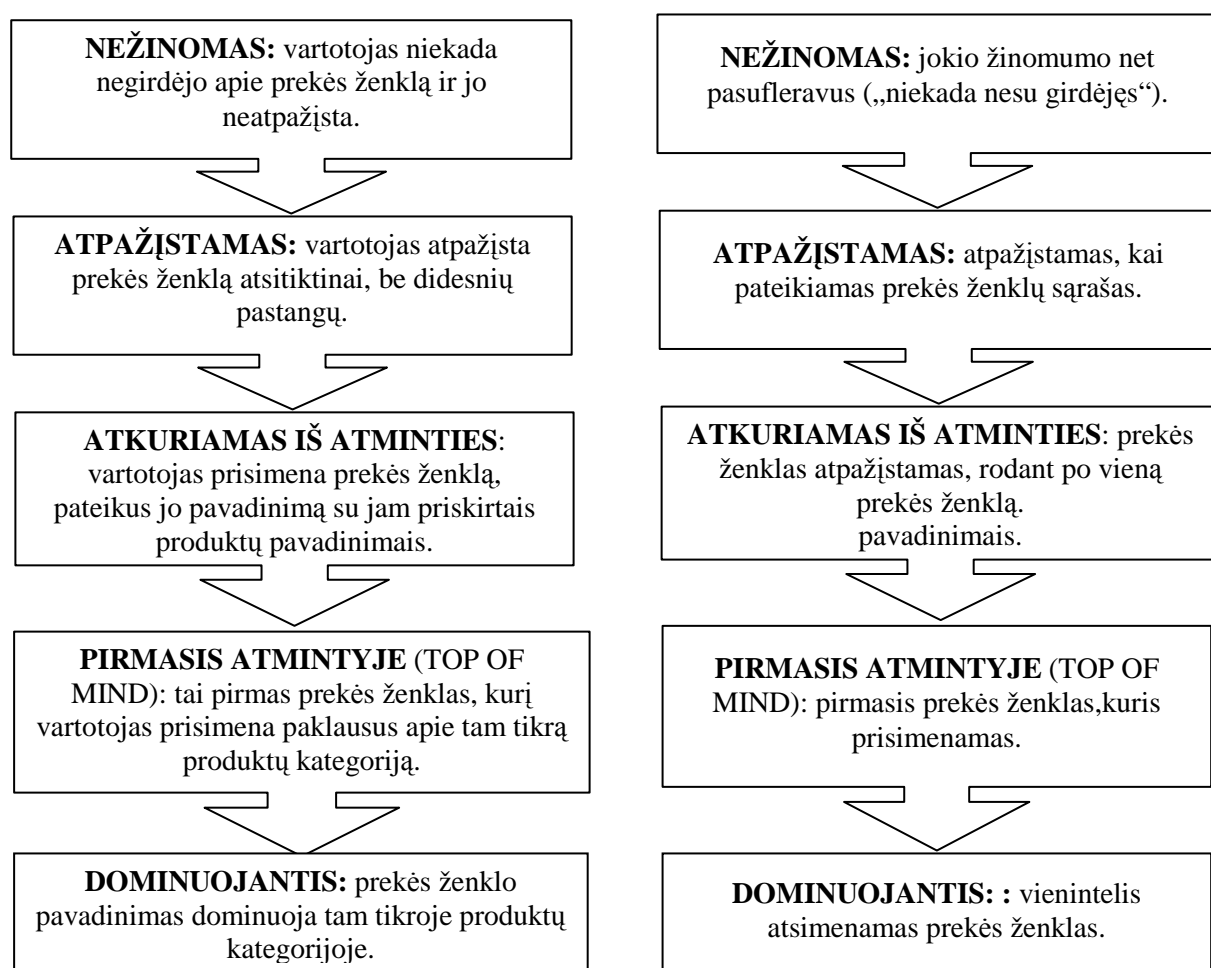 NEŽINOMAS: vartotojas niekada
negirdėjo apie prekės ženklą ir jo
neatpažįsta.
ATPAŽĮSTAMAS: vartotojas atpažįsta
prekės ženklą atsitiktinai, be didesnių
pastangų.
ATKURIAMAS IŠ ATMINTIES:
vartotojas prisimena prekės ženklą,
pateikus jo pavadinimą su jam priskirtais
produktų pavadinimais.
PIRMASIS ATMINTYJE (TOP OF
MIND): tai pirmas prekės ženklas, kurį
vartotojas prisimena paklausus apie tam tikrą
produktų kategoriją.
DOMINUOJANTIS: prekės ženklo
pavadinimas dominuoja tam tikroje produktų
kategorijoje.
NEŽINOMAS: jokio žinomumo net
pasufleravus („niekada nesu girdėjęs“).
ATPAŽĮSTAMAS: atpažįstamas, kai
pateikiamas prekės ženklų sąrašas.
ATKURIAMAS IŠ ATMINTIES: prekės
ženklas atpažįstamas, rodant po vieną
prekės ženklą.
pavadinimais.
PIRMASIS ATMINTYJE (TOP OF
MIND): pirmasis prekės ženklas,kuris
prisimenamas.
DOMINUOJANTIS: : vienintelis
atsimenamas prekės ženklas.